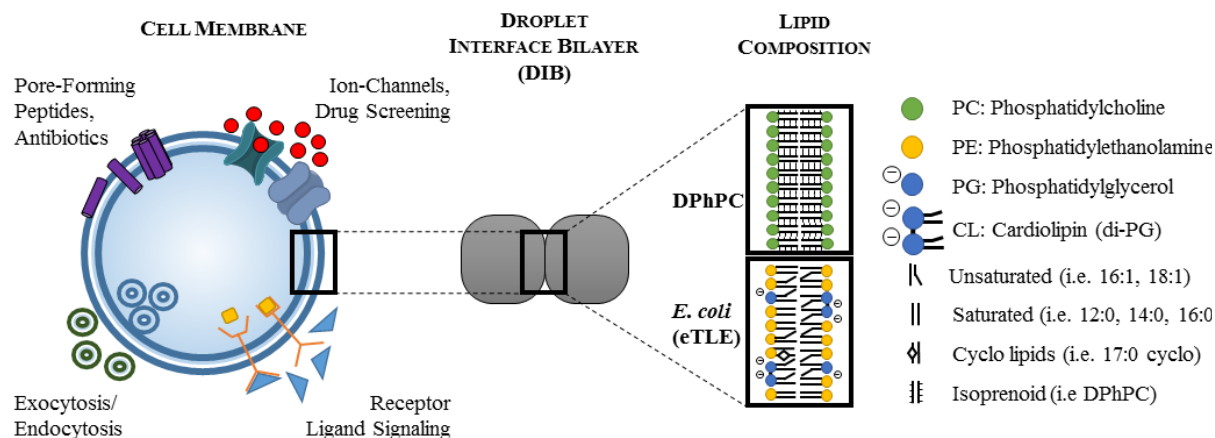 CELL MEMBRANE
DROPLET
INTERFACE BILAYER
(DIB)
LIPID
COMPOSITION
Pore-Forming
Peptides,
Antibiotics
Ion-Channels,
Drug Screening
Exocytosis/
Endocytosis
Receptor
Ligand Signaling
DPhPC
E. coli
(eTLE)
PC: Phosphatidylcholine
PE: Phosphatidylethanolamine
PG: Phosphatidylglycerol
CL: Cardiolipin (di-PG)
Unsaturated (i.e. 16:1, 18:1)
Saturated (i.e. 12:0, 14:0, 16:0
Cyclo lipids (i.e. 17:0 cyclo)
Isoprenoid (i.e DPhPC)